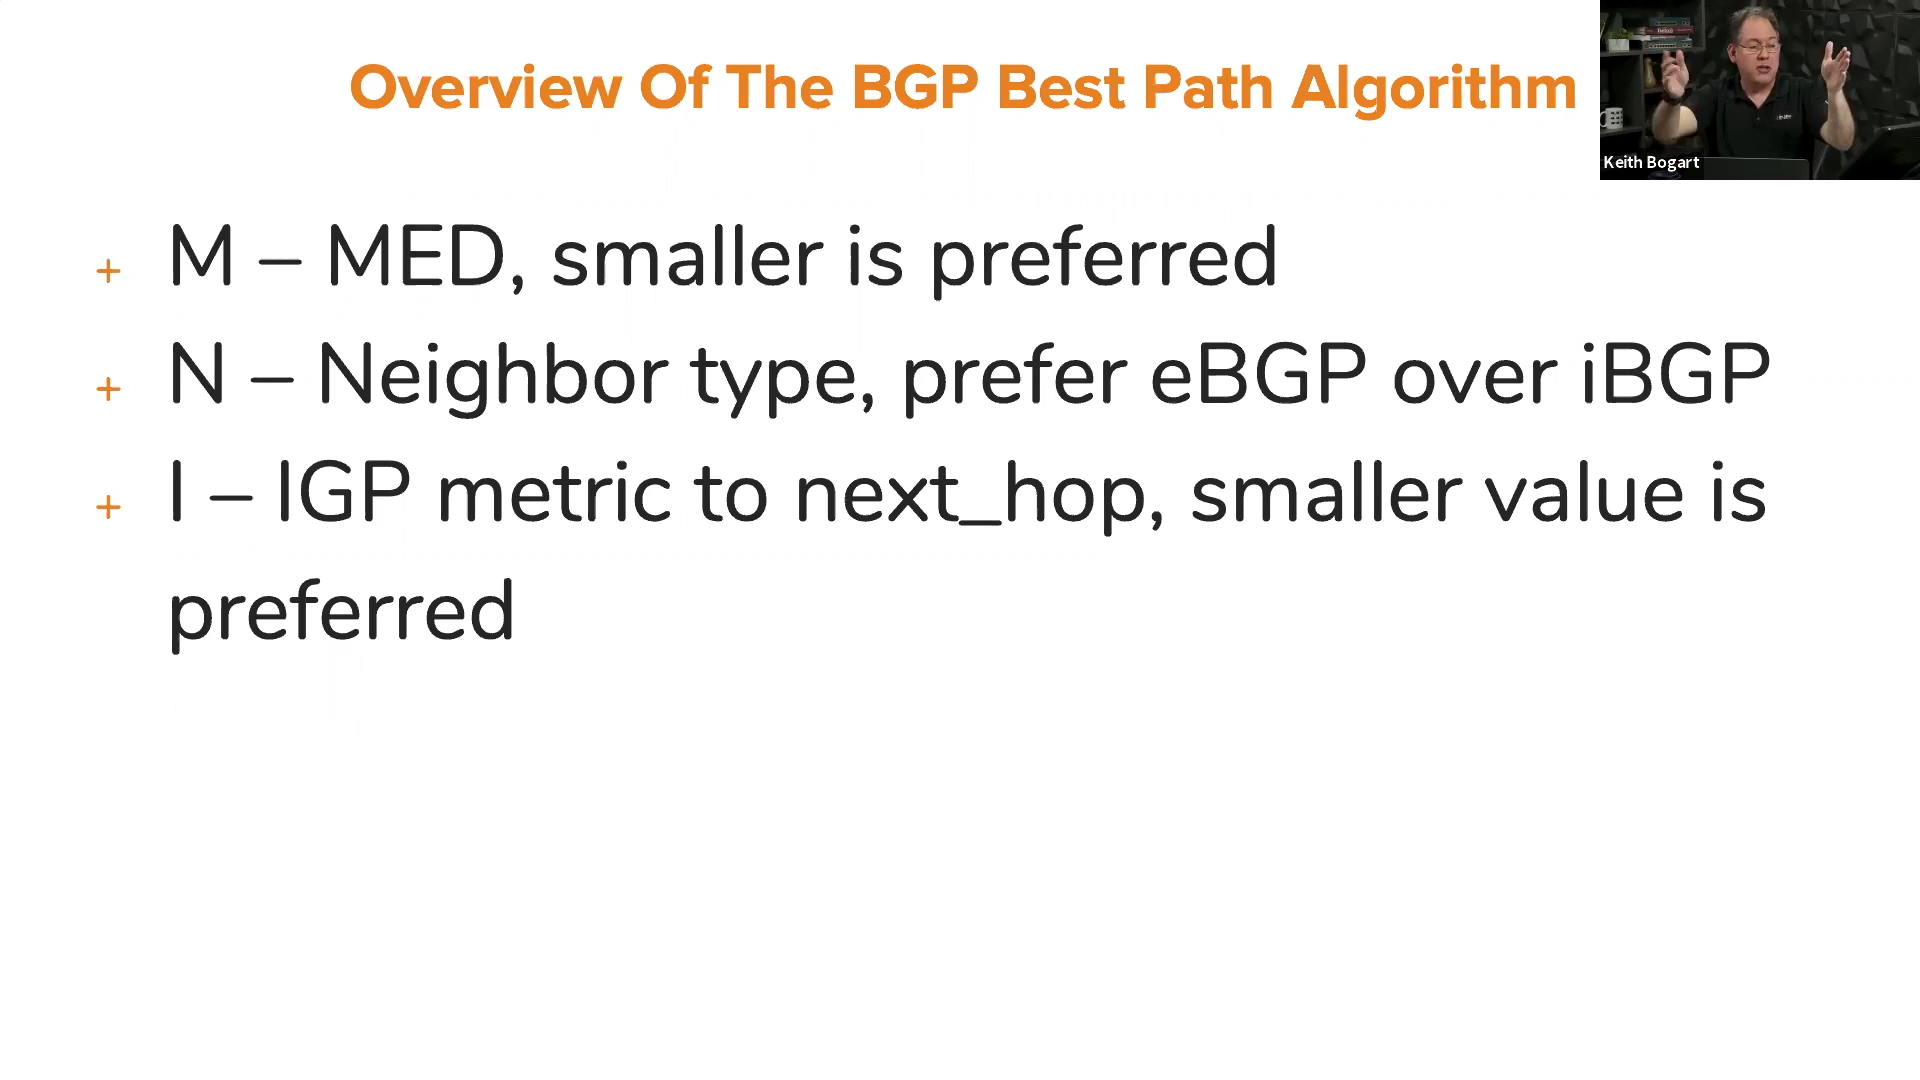 Overview Of The BGP Best Path Algorithm
Keith Bogart
+ M – MED, smaller is preferred
+ N – Neighbor type, prefer eBGP over iBGP
+ I – IGP metric to next_hop, smaller value is
preferred